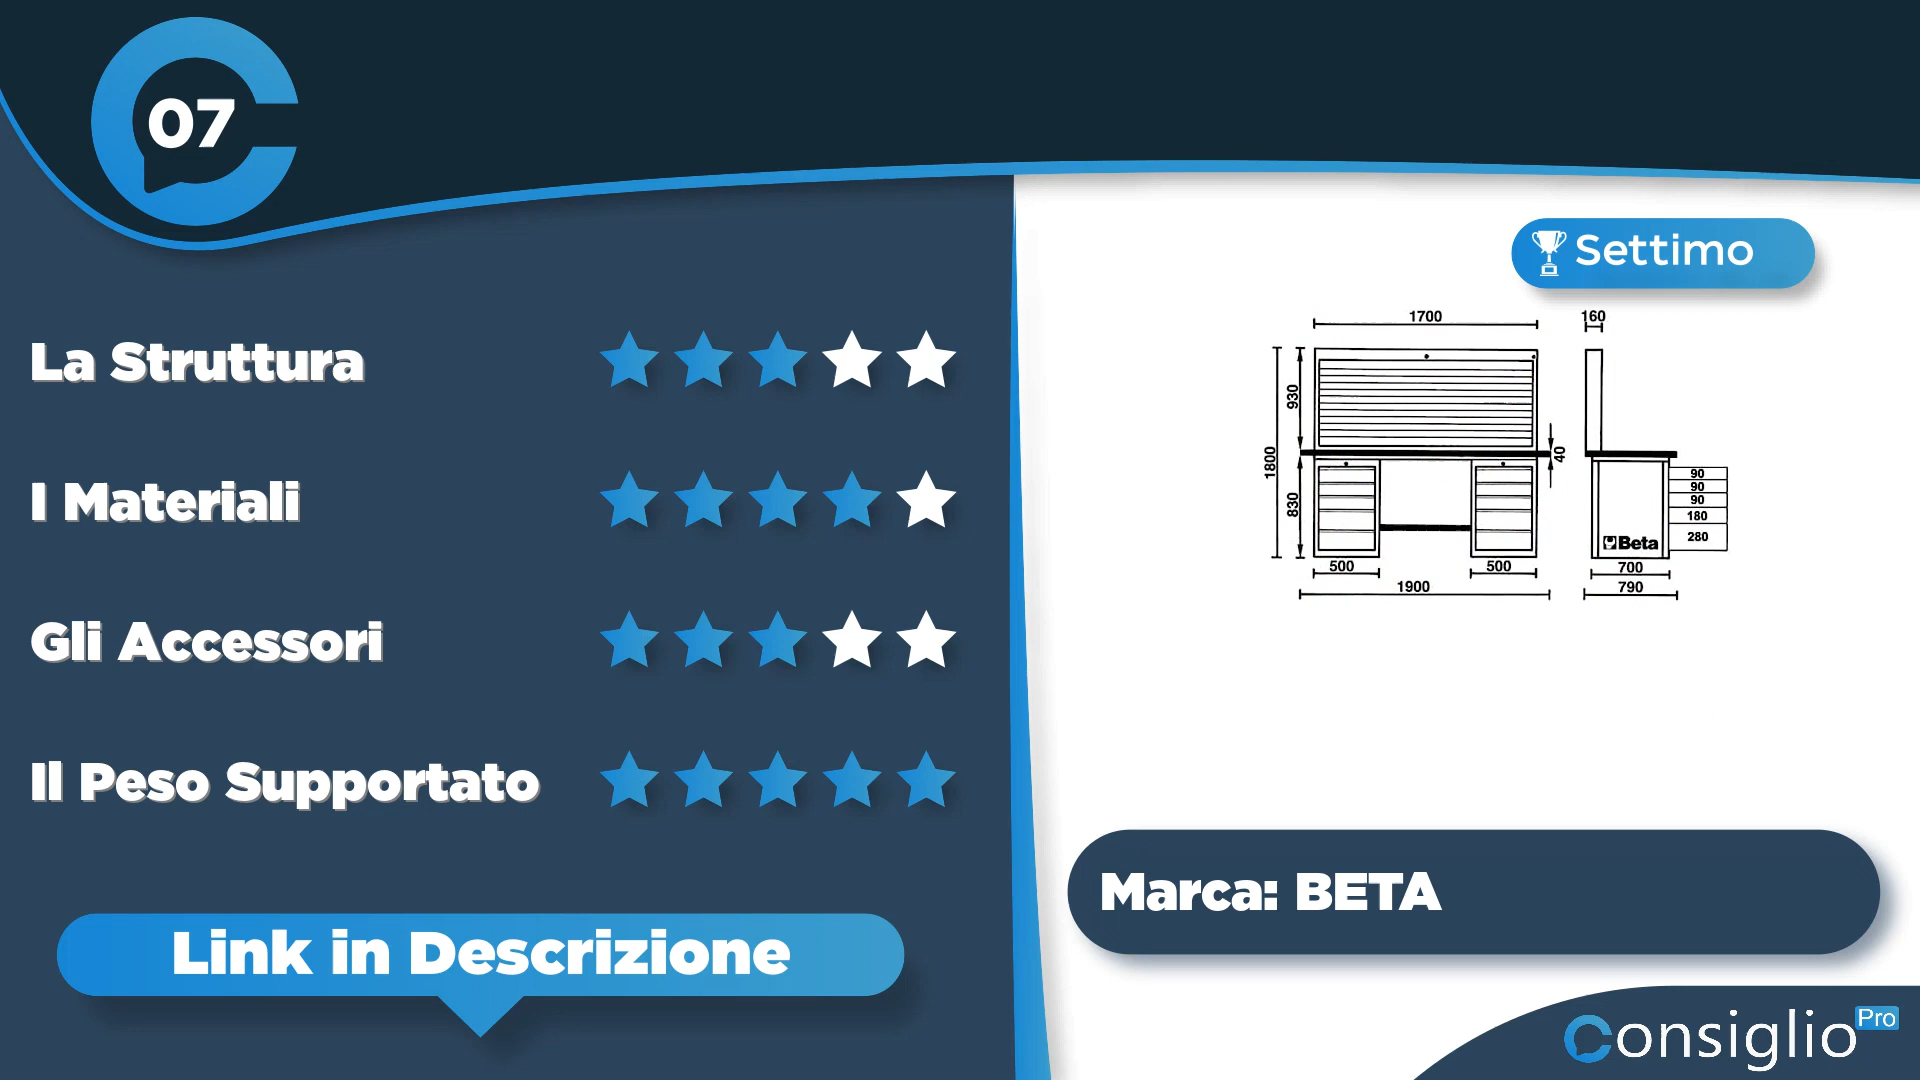 07
Settimo
La Struttura
I Materiali
Gli Accessori
Il Peso Supportato
Link in Descrizione
1700
160
930
1800
40
830
90
90
90
180
280
Beta
500
500
700
1900
790
Marca: BETA
Consiglio Pro